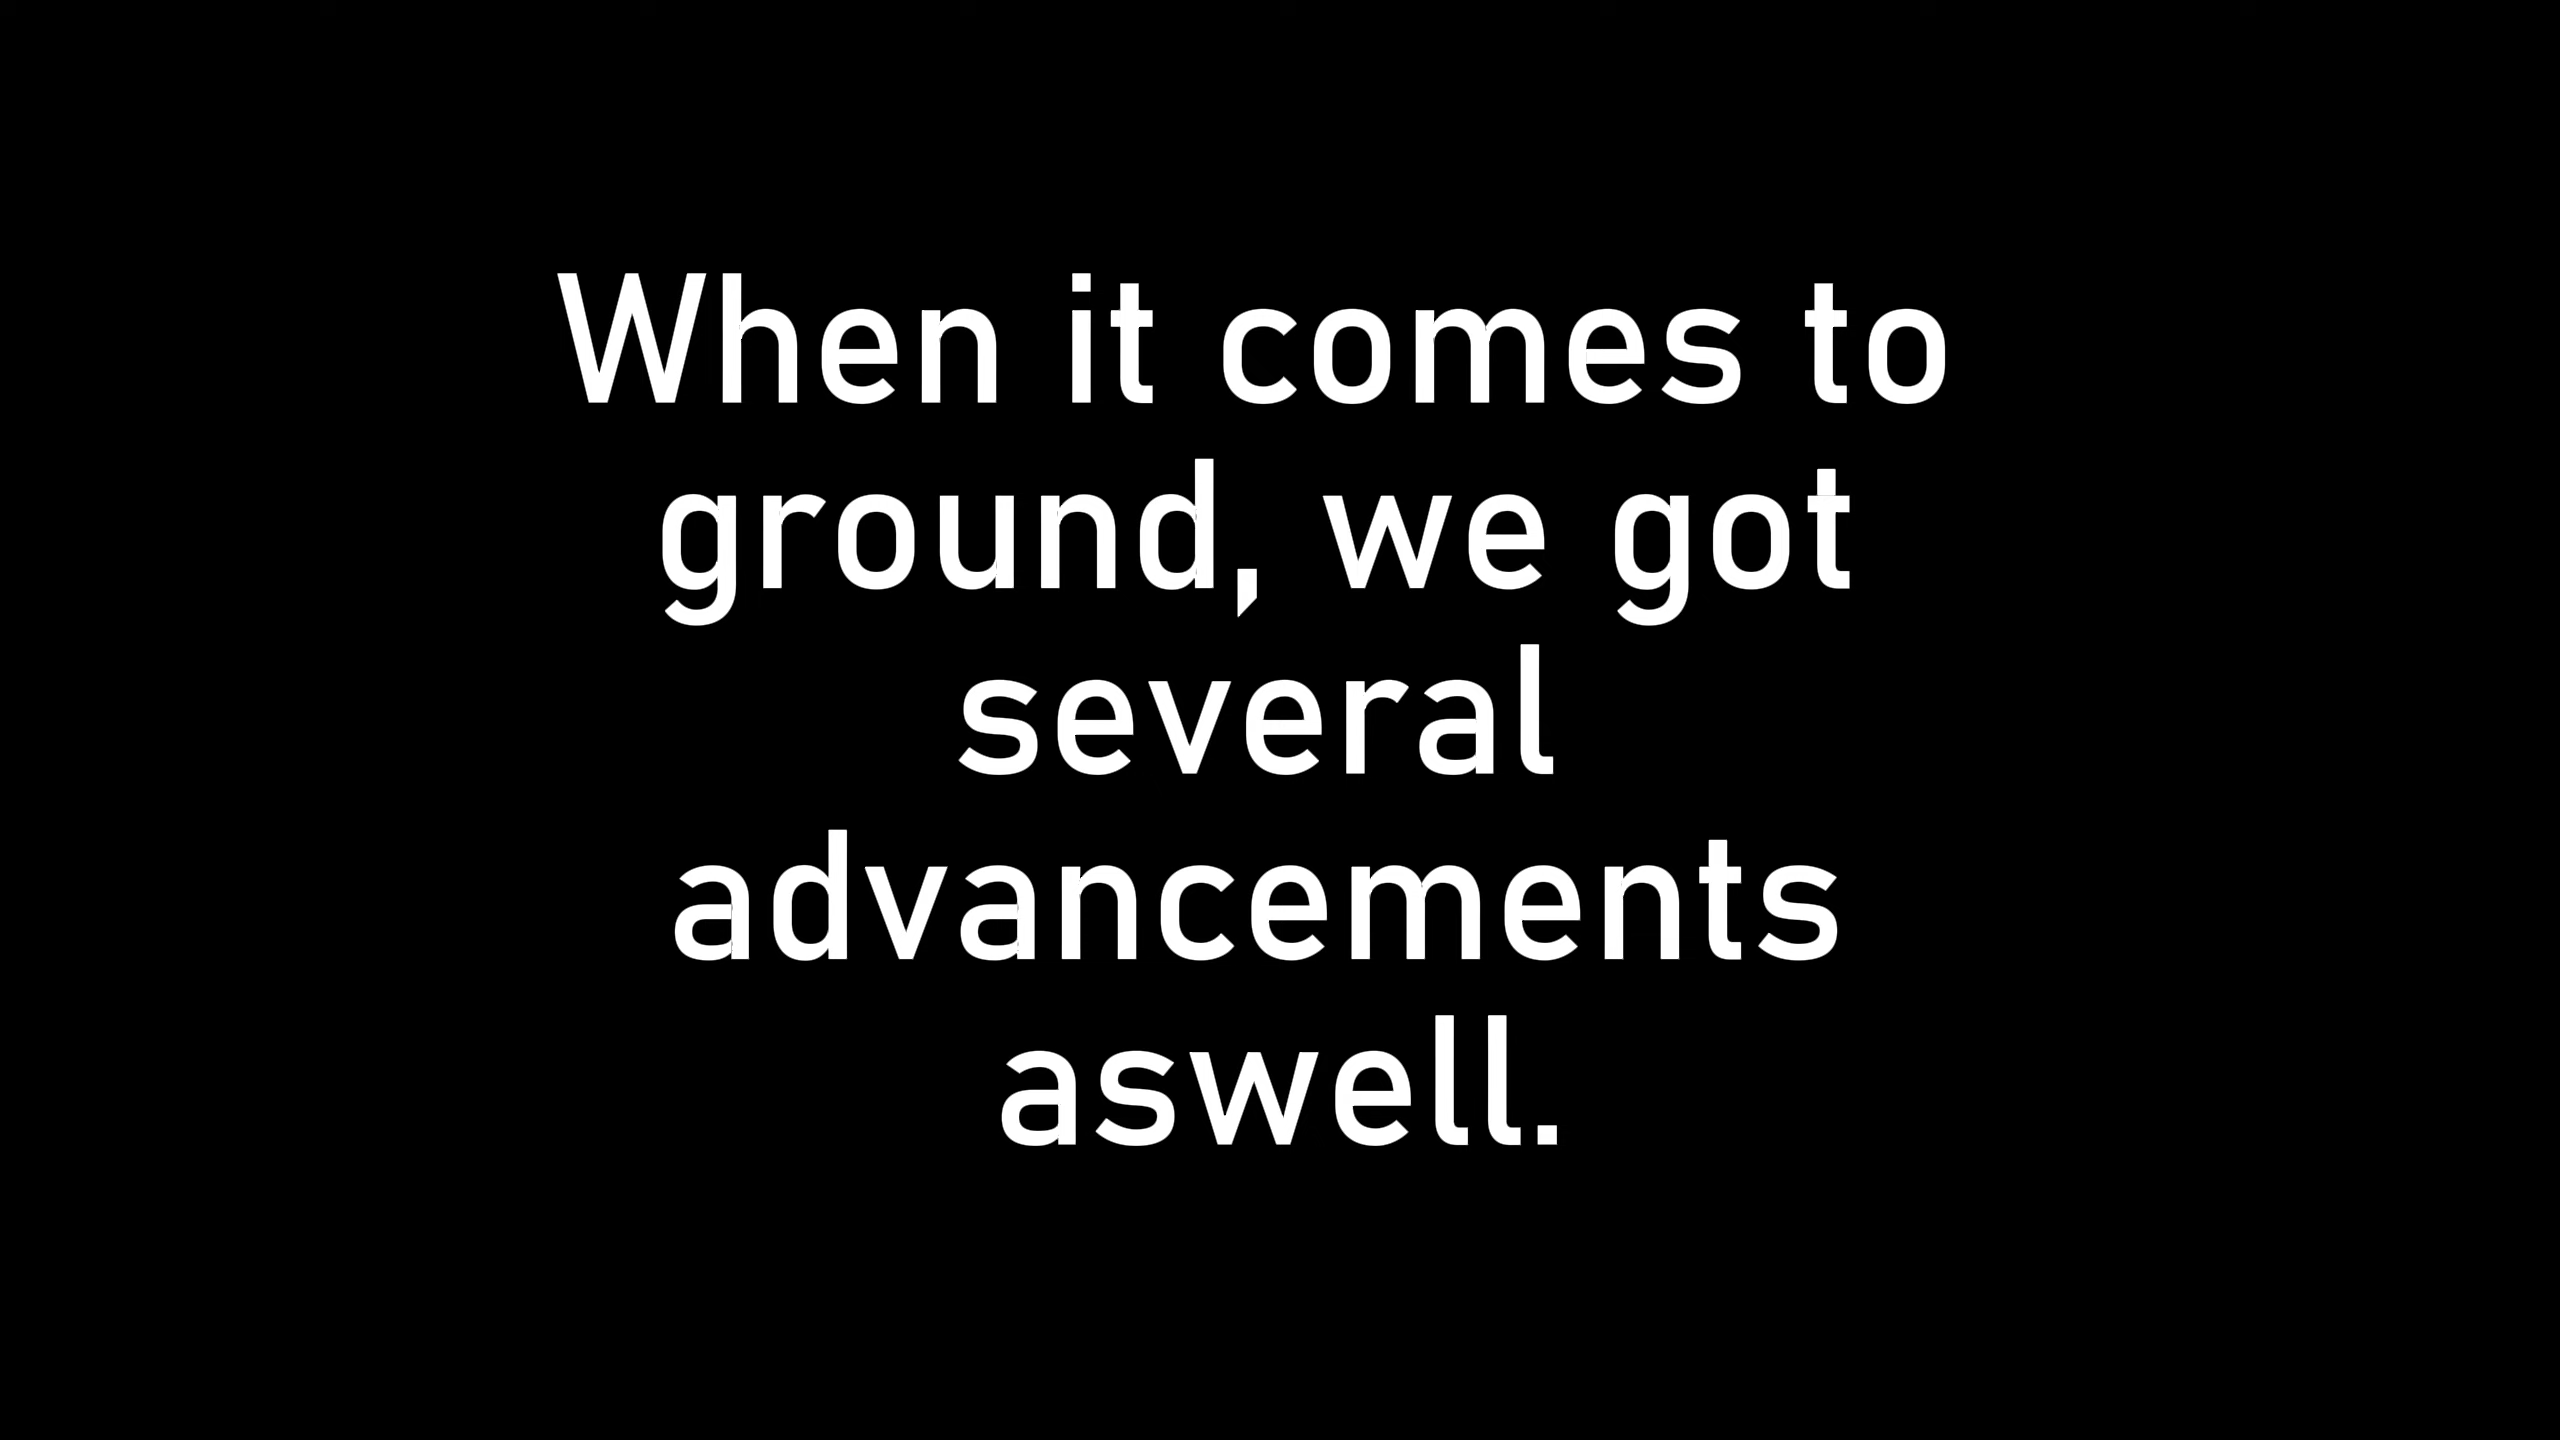 When it comes to
ground, we got
several
advancements
aswell.